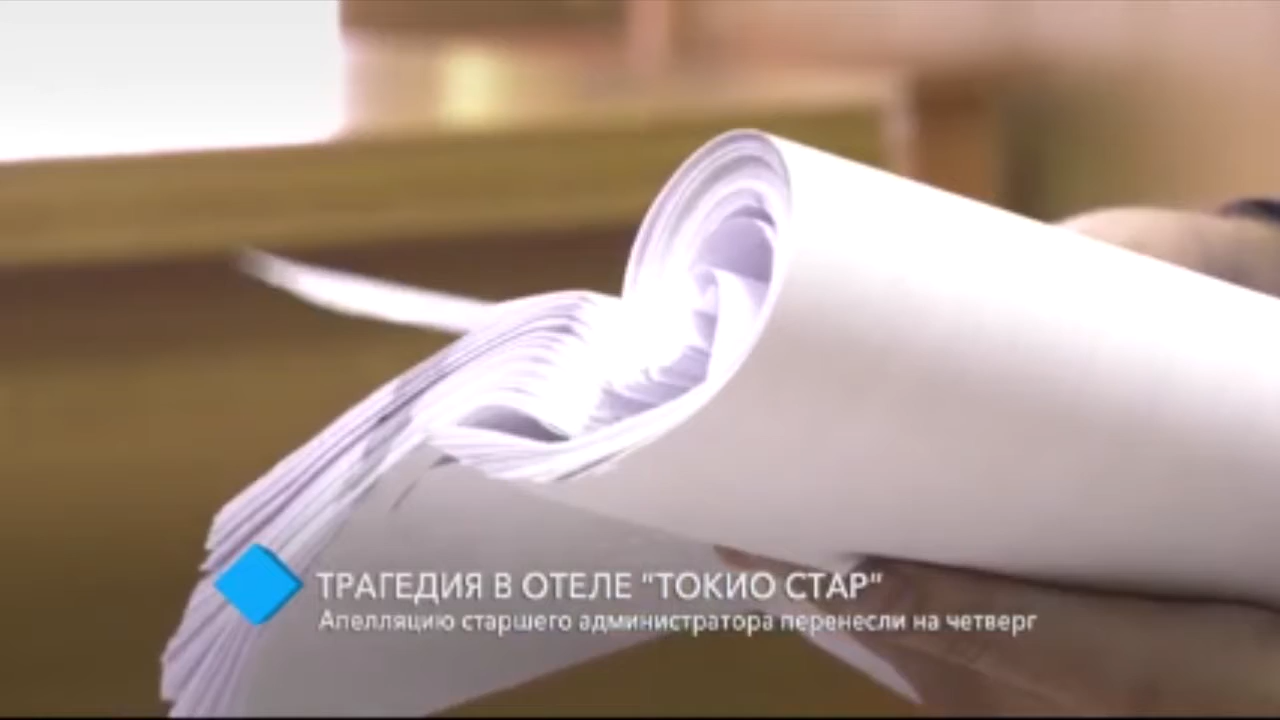 ТРАГЕДИЯ В ОТЕЛЕ "ТОКИО СТАР"
Апелляцию старшего администратора перенесли на четверг